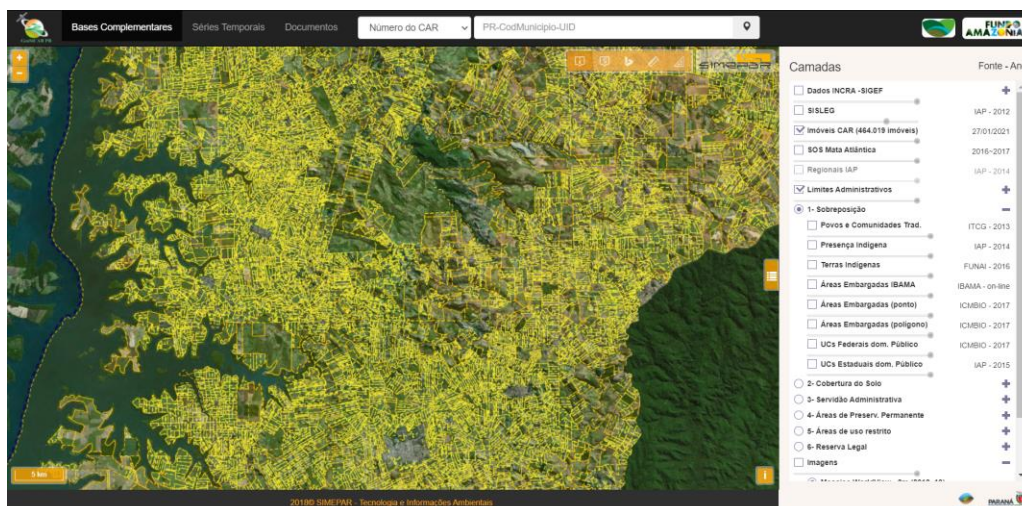 Bases Complementares Séries Temporais Documentos Número do CAR PR-CodMunicipio-UID
FUNDO
AMAZÔNIA
+
−
SIMEPAR
Camadas Fonte - An
Dados INCRA -SIGEF +
SISLEG IAP - 2012
Imóveis CAR (464.019 imóveis) 27/01/2021
SOS Mata Atlântica 2016-2017
Regionais IAP IAP - 2014
Limites Administrativos +
1- Sobreposição −
Povos e Comunidades Trad. ITCG - 2013
Presença Indígena IAP - 2014
Terras Indígenas FUNAI - 2016
Áreas Embargadas IBAMA IBAMA - on-line
Áreas Embargadas (ponto) ICMBIO - 2017
Áreas Embargadas (polígono) ICMBIO - 2017
UCs Federais dom. Público ICMBIO - 2017
UCs Estaduais dom. Público IAP - 2015
2- Cobertura do Solo +
3- Servidão Administrativa +
4- Áreas de Preserv. Permanente +
5- Áreas de uso restrito +
6- Reserva Legal +
Imagens −
5 km
i
2018© SIMEPAR - Tecnologia e Informações Ambientais
PARANÁ